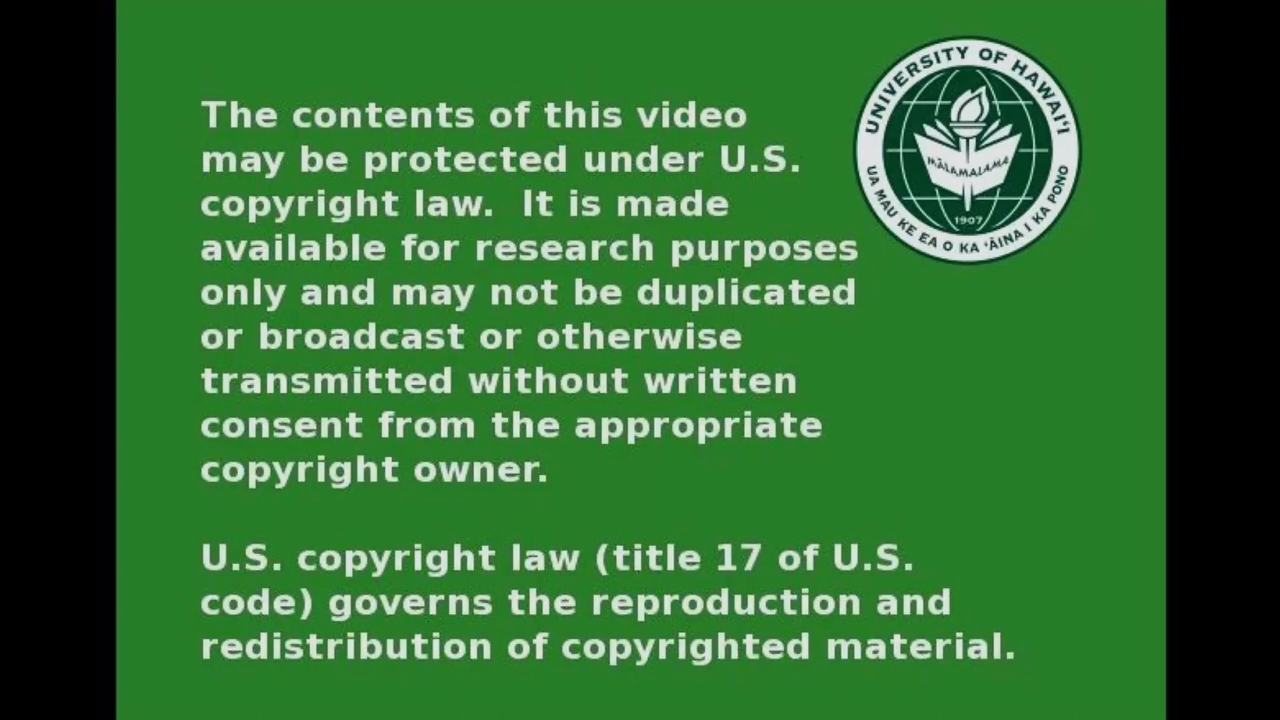 The contents of this video
may be protected under U.S.
copyright law.  It is made
available for research purposes
only and may not be duplicated
or broadcast or otherwise
transmitted without written
consent from the appropriate
copyright owner.
U.S. copyright law (title 17 of U.S.
code) governs the reproduction and
redistribution of copyrighted material.
UNIVERSITY OF HAWAIʻI
MĀLAMALAMA
1907
UA MAU KE EA O KA ʻĀINA I KA PONO